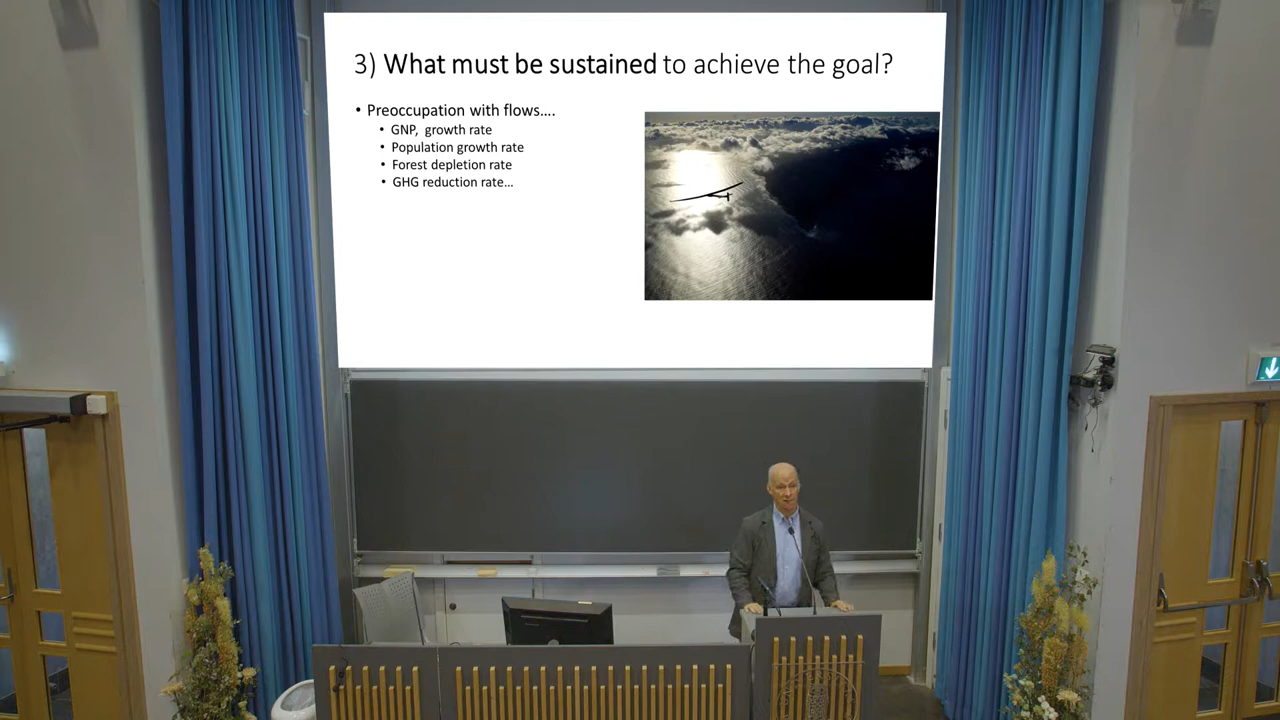 3) What must be sustained to achieve the goal?
• Preoccupation with flows....
• GNP, growth rate
• Population growth rate
• Forest depletion rate
• GHG reduction rate...